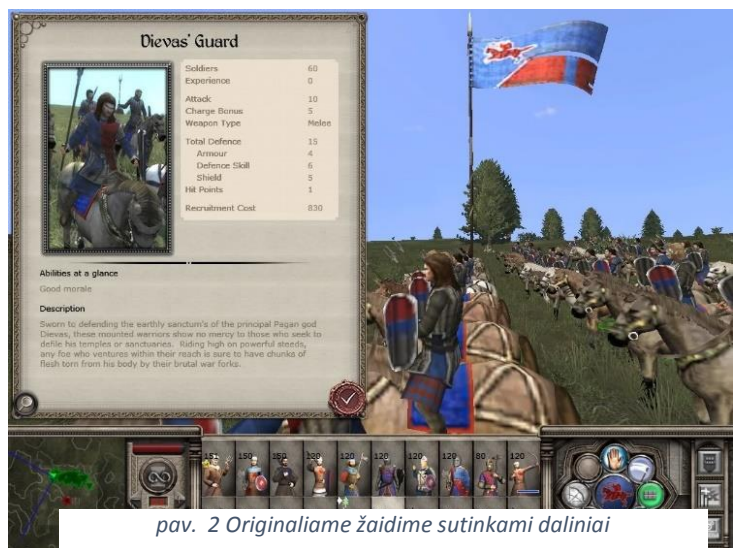 Dievas' Guard
Soldiers 60
Experience 0
Attack 10
Charge Bonus 5
Weapon Type Melee
Total Defence 15
Armour 4
Defence Skill 6
Shield 5
Hit Points 1
Recruitment Cost 830
Abilities at a glance
Good morale
Description
Sworn to defending the earthly sanctum's of the principal Pagan god
Dievas, these mounted warriors show no mercy to those who seek to
defile his temples or sanctuaries. Riding high on powerful steeds,
any foe who ventures within their reach is sure to have chunks of
flesh torn from his body by their brutal war forks.
151 150 150 120 120 120 120 120 80 120
pav. 2 Originaliame žaidime sutinkami daliniai